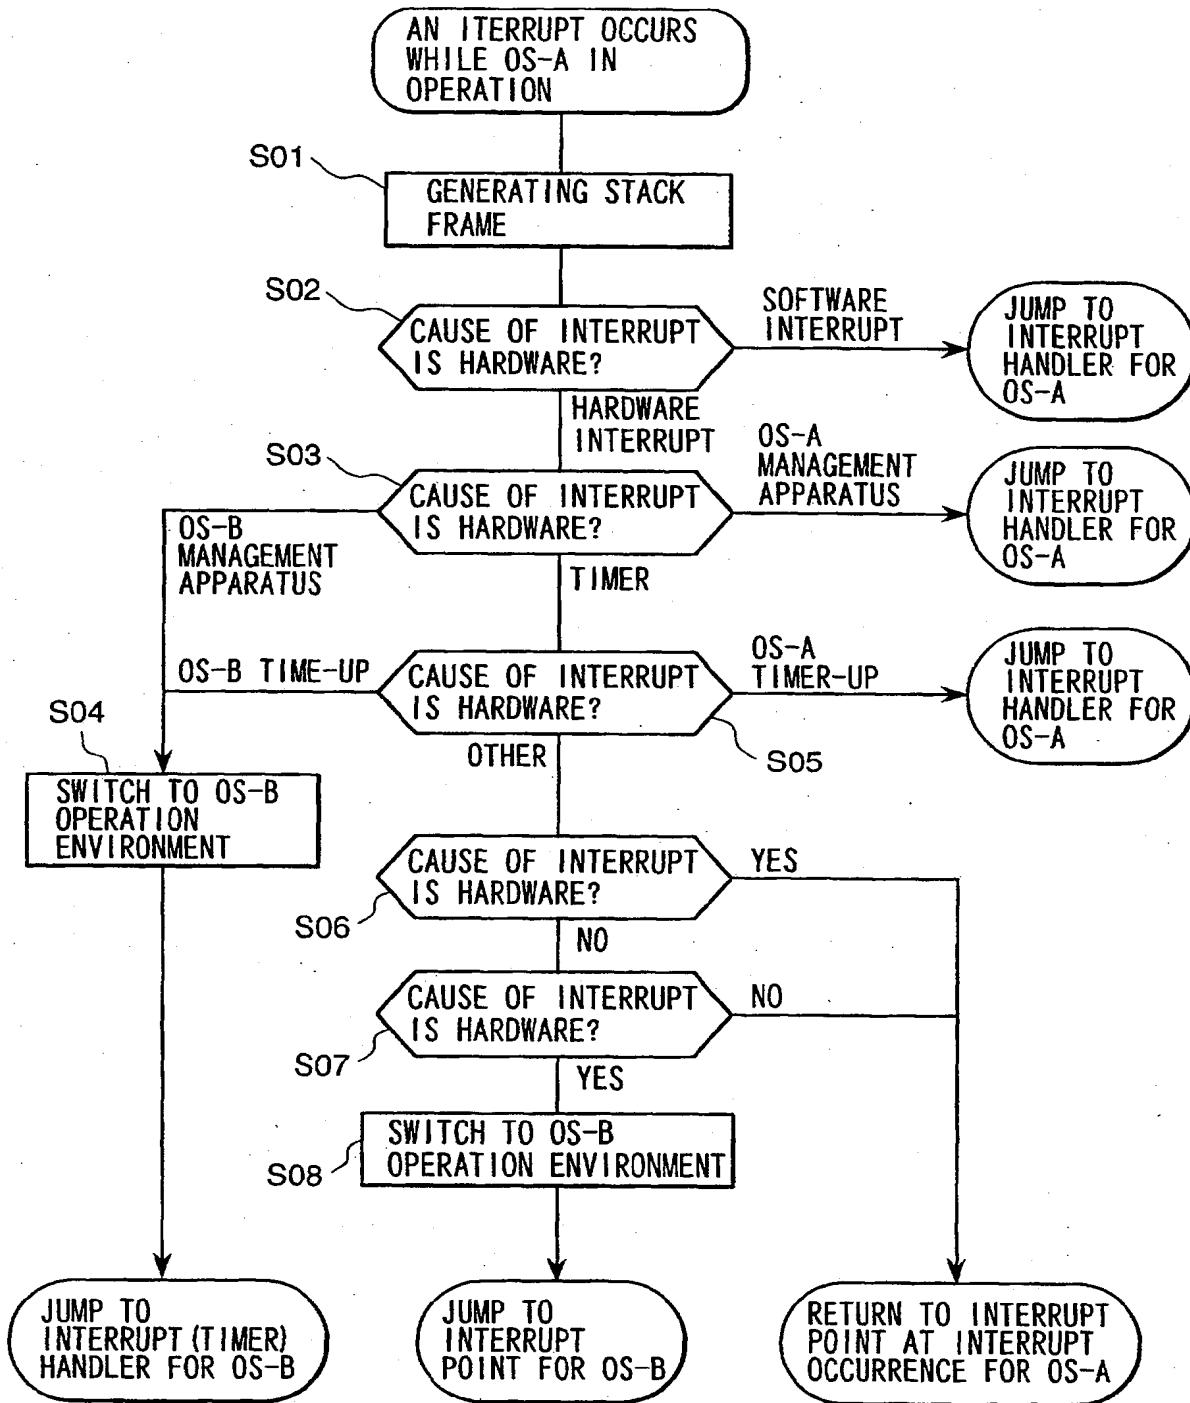 AN ITERRUPT OCCURS
WHILE OS-A IN
OPERATION
S01
GENERATING STACK
FRAME
S02
CAUSE OF INTERRUPT
IS HARDWARE?
SOFTWARE
INTERRUPT
JUMP TO
INTERRUPT
HANDLER FOR
OS-A
HARDWARE
INTERRUPT
S03
CAUSE OF INTERRUPT
IS HARDWARE?
OS-A
MANAGEMENT
APPARATUS
JUMP TO
INTERRUPT
HANDLER FOR
OS-A
OS-B
MANAGEMENT
APPARATUS
TIMER
OS-B TIME-UP
CAUSE OF INTERRUPT
IS HARDWARE?
OS-A
TIMER-UP
JUMP TO
INTERRUPT
HANDLER FOR
OS-A
S04
OTHER
S05
SWITCH TO OS-B
OPERATION
ENVIRONMENT
CAUSE OF INTERRUPT
IS HARDWARE?
YES
S06
NO
CAUSE OF INTERRUPT
IS HARDWARE?
NO
S07
YES
SWITCH TO OS-B
OPERATION ENVIRONMENT
S08
JUMP TO
INTERRUPT(TIMER)
HANDLER FOR OS-B
JUMP TO
INTERRUPT
POINT FOR OS-B
RETURN TO INTERRUPT
POINT AT INTERRUPT
OCCURRENCE FOR OS-A